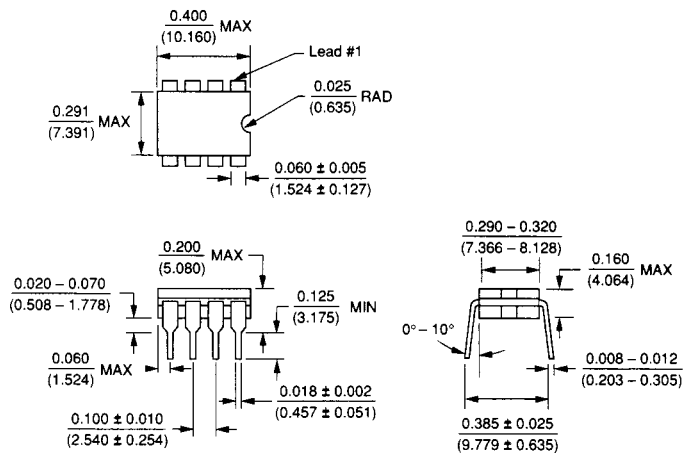 0.400
(10.160) MAX
Lead #1
0.025
(0.635) RAD
0.291
(7.391) MAX
0.060 ± 0.005
(1.524 ± 0.127)
0.200
(5.080) MAX
0.020 – 0.070
(0.508 – 1.778)
0.125
(3.175) MIN
0.060
(1.524) MAX
0.018 ± 0.002
(0.457 ± 0.051)
0.100 ± 0.010
(2.540 ± 0.254)
0.290 – 0.320
(7.366 – 8.128)
0.160
(4.064) MAX
0° – 10°
0.008 – 0.012
(0.203 – 0.305)
0.385 ± 0.025
(9.779 ± 0.635)